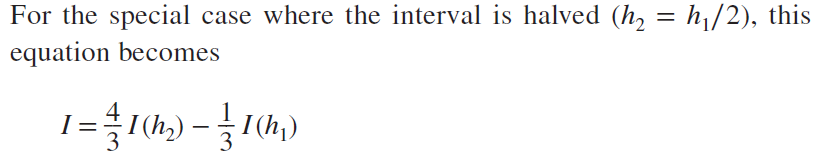 For the special case where the interval is halved (h₂ = h₁/2), this
equation becomes
I = 4/3 I(h₂) − 1/3 I(h₁)